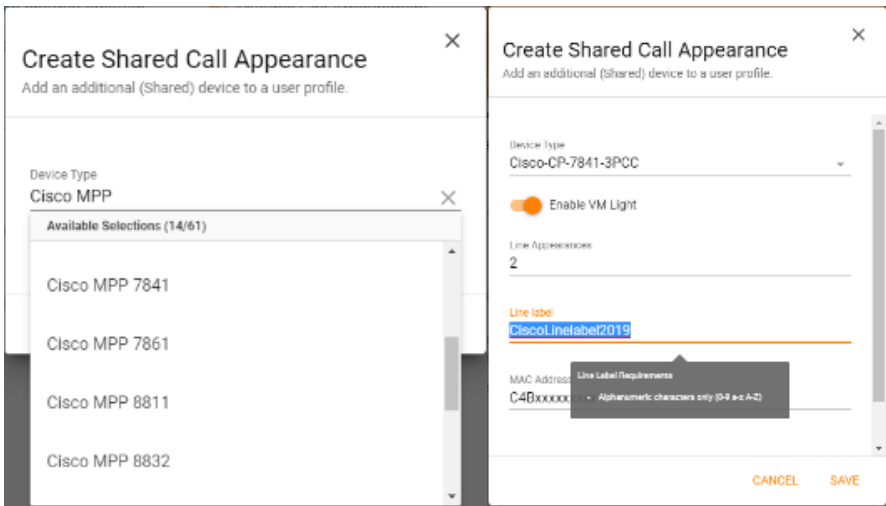 Create Shared Call Appearance
Add an additional (Shared) device to a user profile.
Device Type
Cisco MPP
Available Selections (14/61)
Cisco MPP 7841
Cisco MPP 7861
Cisco MPP 8811
Cisco MPP 8832
Create Shared Call Appearance
Add an additional (Shared) device to a user profile.
Device Type
Cisco-CP-7841-3PCC
Enable VM Light
Line Appearances
2
Line label
CiscoLinelabel2019
Line Label Requirements
• Alphanumeric characters only (0-9 a-z A-Z)
MAC Address
C4Bxxxxxx
CANCEL SAVE